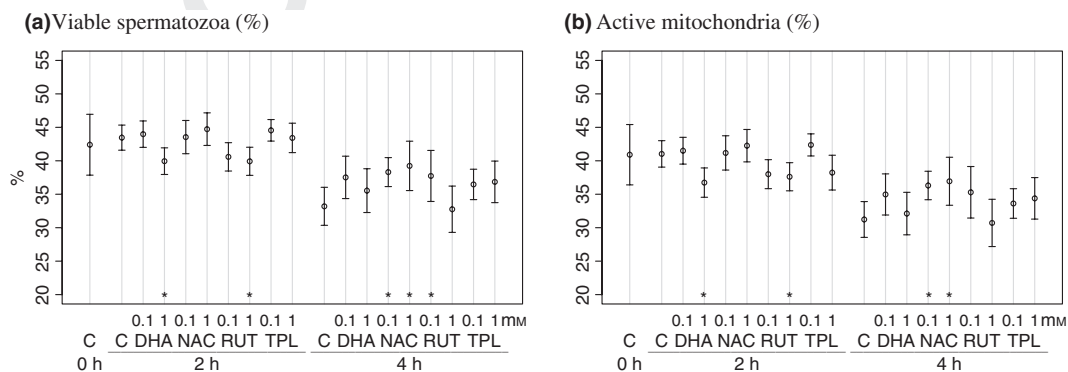 (a) Viable spermatozoa (%)
55
50
45
40
35
30
25
20
%
* * * * *
0.1 1 0.1 1 0.1 1 0.1 1 0.1 1 0.1 1 0.1 1 0.1 1 mM
C C DHA NAC RUT TPL C DHA NAC RUT TPL
0 h 2 h 4 h
(b) Active mitochondria (%)
55
50
45
40
35
30
25
20
* * * *
0.1 1 0.1 1 0.1 1 0.1 1 0.1 1 0.1 1 0.1 1 0.1 1 mM
C C DHA NAC RUT TPL C DHA NAC RUT TPL
0 h 2 h 4 h